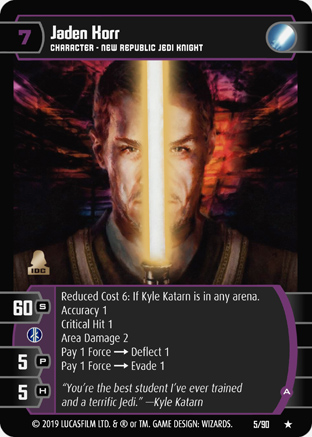 7
Jaden Korr
CHARACTER - NEW REPUBLIC JEDI KNIGHT
IDC
60 S
5 P
5 H
Reduced Cost 6: If Kyle Katarn is in any arena.
Accuracy 1
Critical Hit 1
Area Damage 2
Pay 1 Force → Deflect 1
Pay 1 Force → Evade 1
“You’re the best student I’ve ever trained
and a terrific Jedi.” —Kyle Katarn
A
© 2019 LUCASFILM LTD. & ® or TM. GAME DESIGN: WIZARDS.
5/90 ★